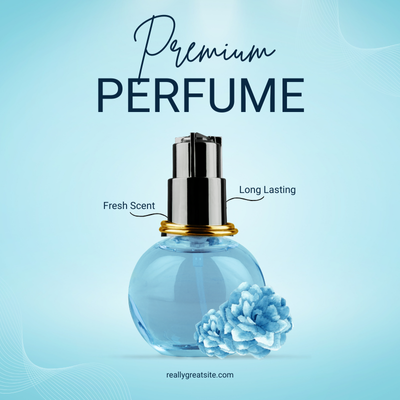 Premium
PERFUME
Long Lasting
Fresh Scent
reallygreatsite.com